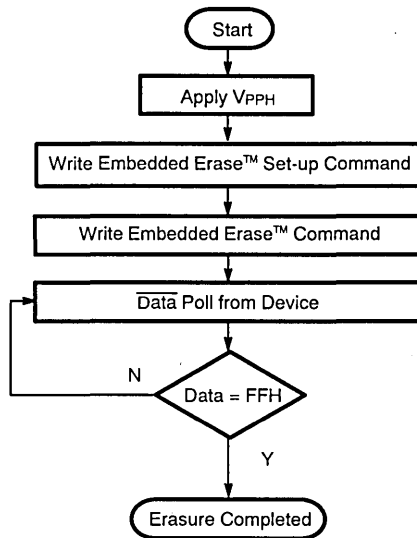 Start
Apply VPPH
Write Embedded Erase™ Set-up Command
Write Embedded Erase™ Command
Data Poll from Device
N
Data = FFH
Y
Erasure Completed